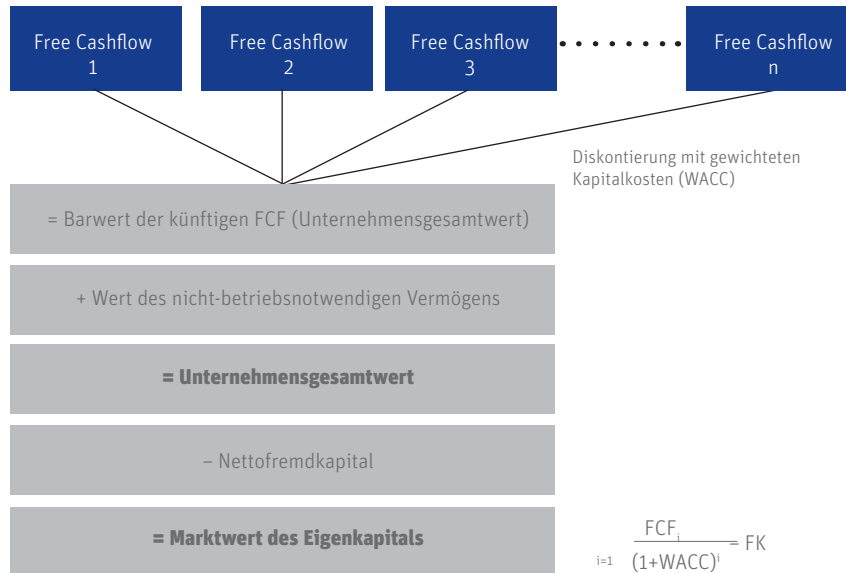 Free Cashflow
1
Free Cashflow
2
Free Cashflow
3
Free Cashflow
n
Diskontierung mit gewichteten
Kapitalkosten (WACC)
= Barwert der künftigen FCF (Unternehmensgesamtwert)
+ Wert des nicht-betriebsnotwendigen Vermögens
= Unternehmensgesamtwert
– Nettofremdkapital
= Marktwert des Eigenkapitals
FCFi
i=1 (1+WACC)i – FK